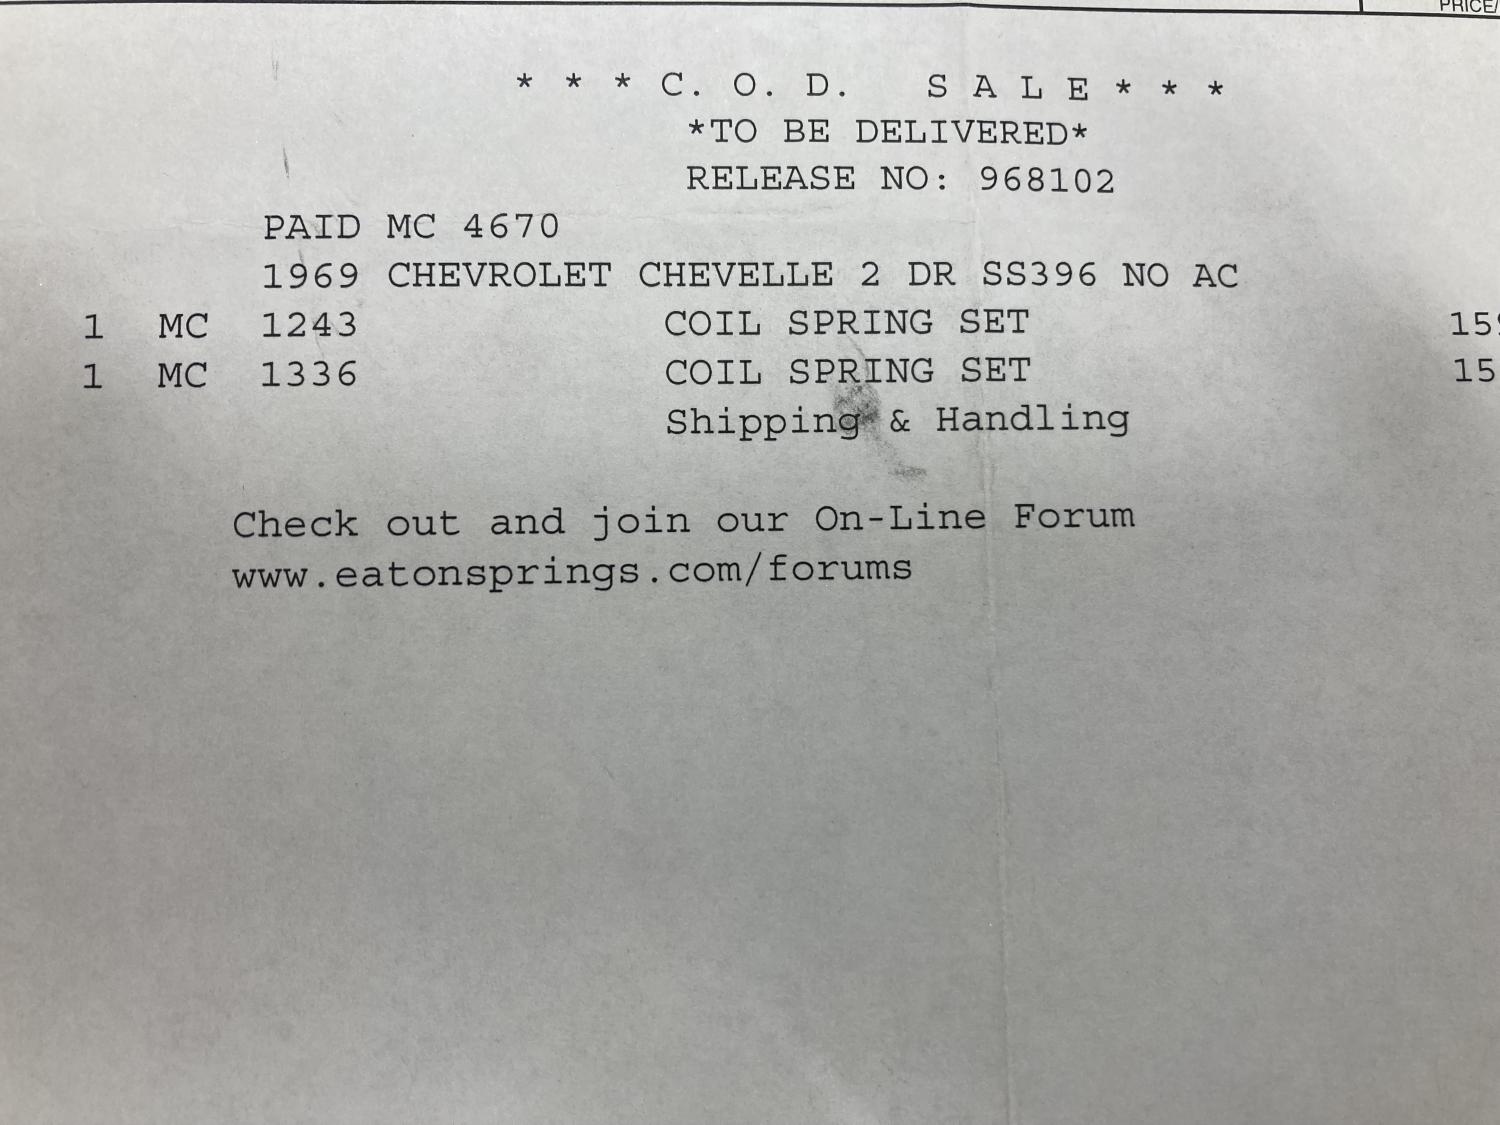 PRICE/
* * * C. O. D. S A L E * * *
*TO BE DELIVERED*
RELEASE NO: 968102
PAID MC 4670
1969 CHEVROLET CHEVELLE 2 DR SS396 NO AC
1 MC 1243 COIL SPRING SET
1 MC 1336 COIL SPRING SET 15
Shipping & Handling
Check out and join our On-Line Forum
www.eatonsprings.com/forums